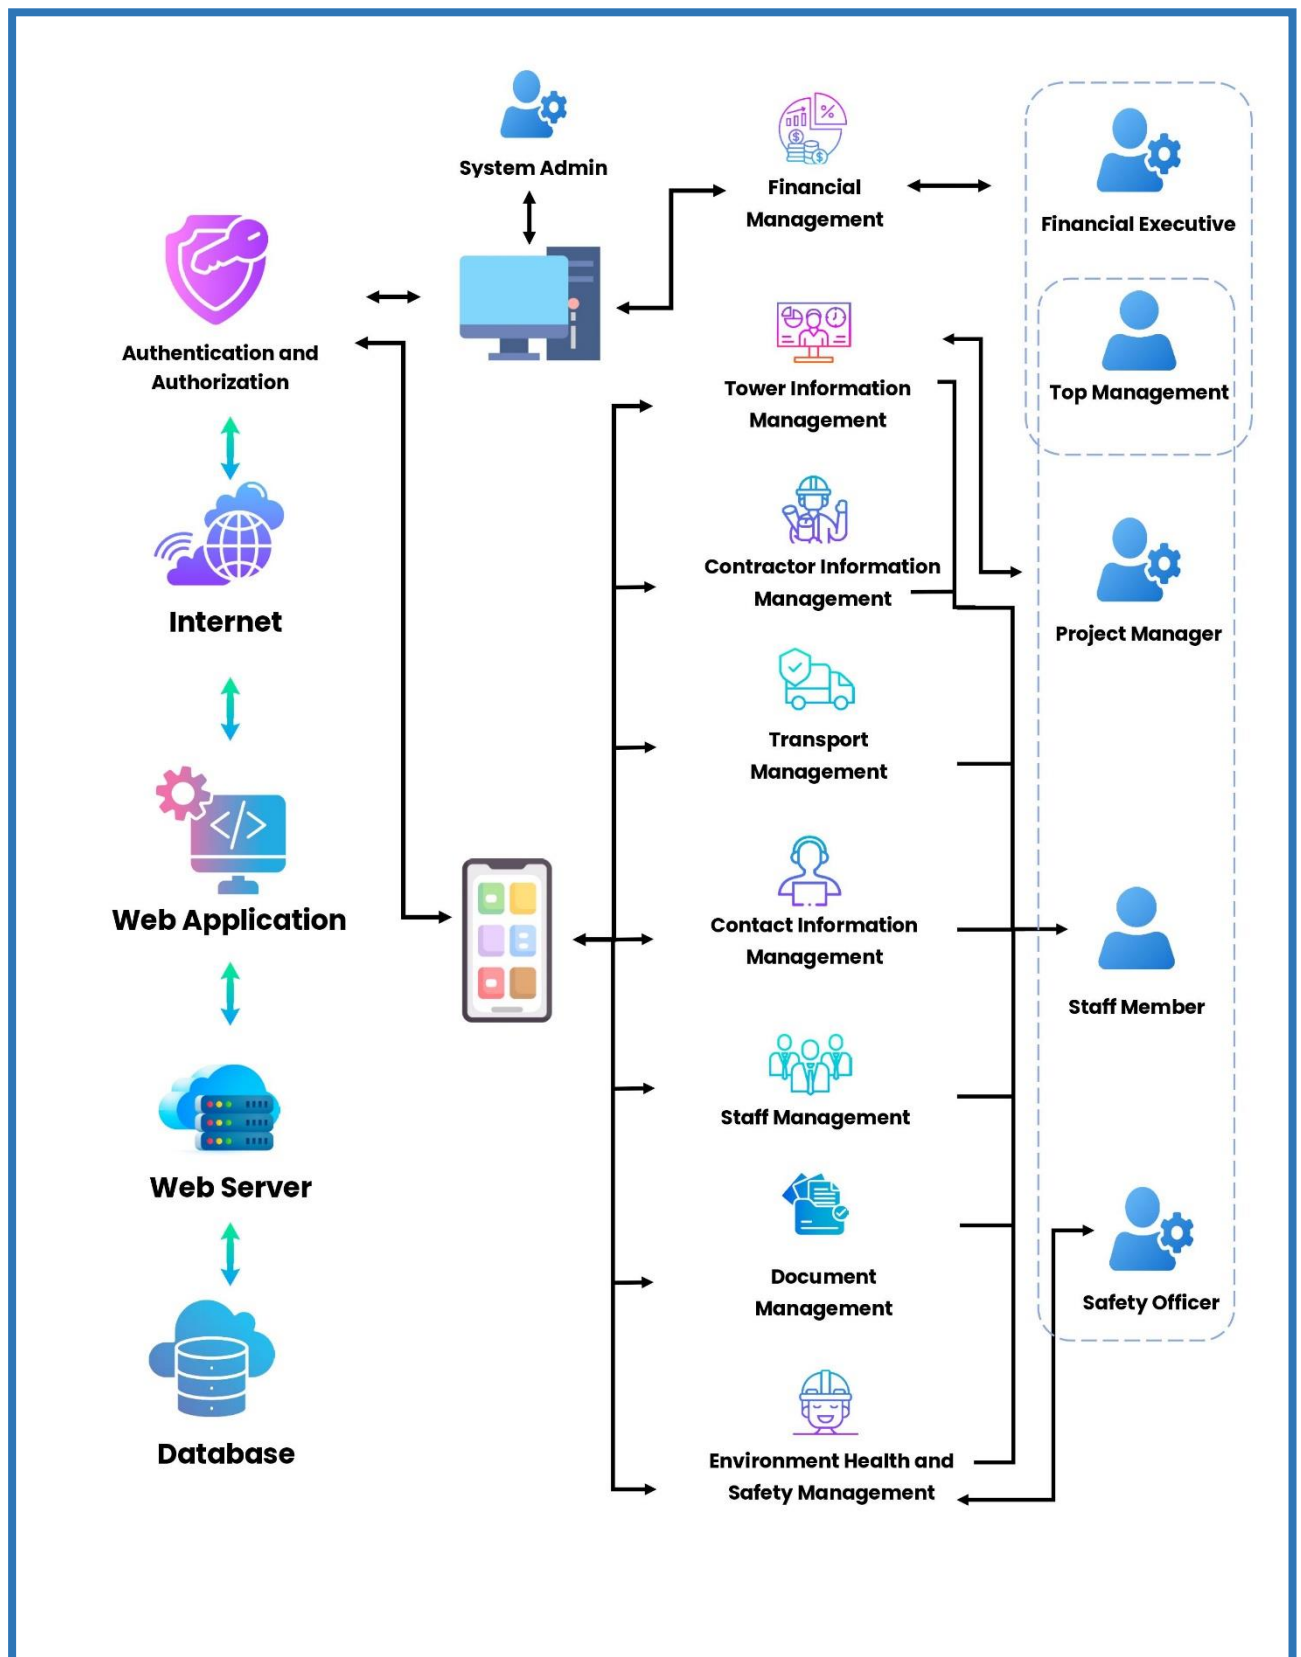 System Admin
Financial
Management
Financial Executive
Authentication and
Authorization
Tower Information
Management
Top Management
Internet
Contractor Information
Management
Project Manager
Transport
Management
Web Application
Contact Information
Management
Staff Member
Web Server
Staff Management
Document
Management
Safety Officer
Database
Environment Health and
Safety Management